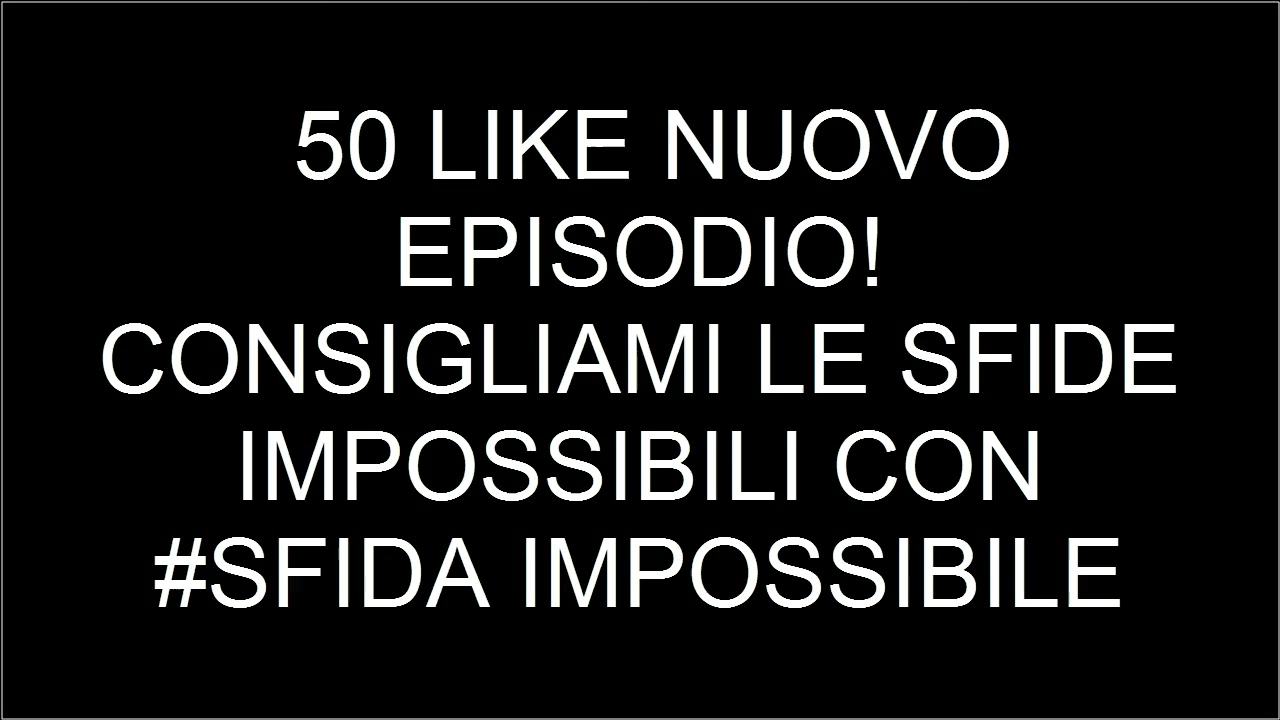 50 LIKE NUOVO
EPISODIO!
CONSIGLIAMI LE SFIDE
IMPOSSIBILI CON
#SFIDA IMPOSSIBILE